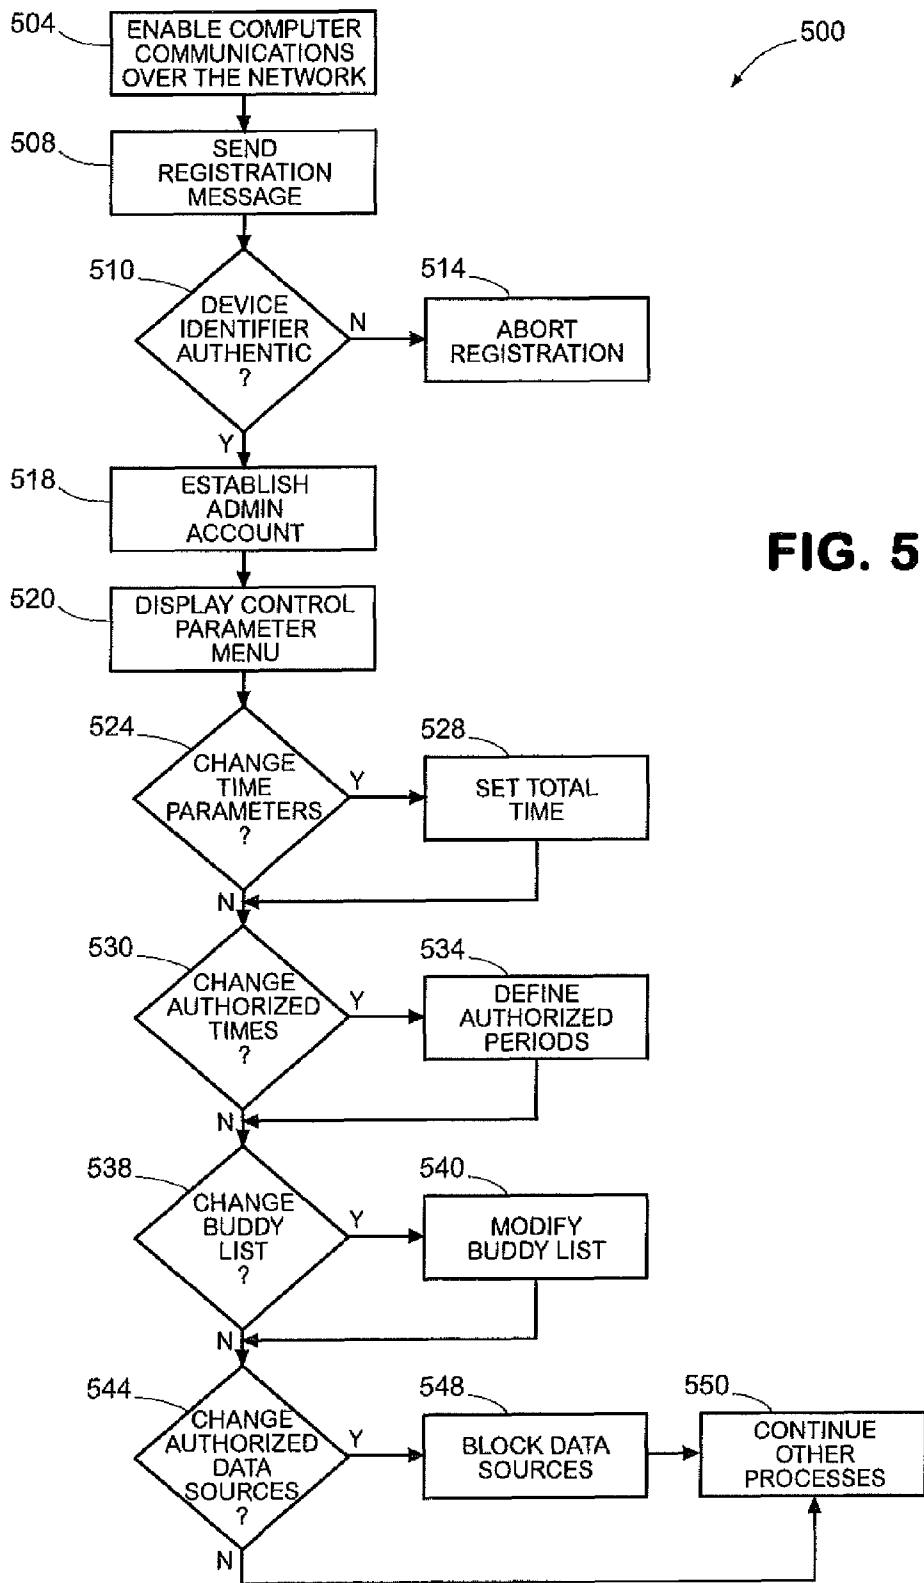 504
ENABLE COMPUTER
COMMUNICATIONS
OVER THE NETWORK
500
508
SEND
REGISTRATION
MESSAGE
510
DEVICE
IDENTIFIER
AUTHENTIC
?
N
514
ABORT
REGISTRATION
Y
518
ESTABLISH
ADMIN
ACCOUNT
FIG. 5
520
DISPLAY CONTROL
PARAMETER
MENU
524
CHANGE
TIME
PARAMETERS
?
Y
528
SET TOTAL
TIME
N
530
CHANGE
AUTHORIZED
TIMES
?
Y
534
DEFINE
AUTHORIZED
PERIODS
N
538
CHANGE
BUDDY
LIST
?
Y
540
MODIFY
BUDDY LIST
N
544
CHANGE
AUTHORIZED
DATA
SOURCES
?
Y
548
BLOCK DATA
SOURCES
550
CONTINUE
OTHER
PROCESSES
N